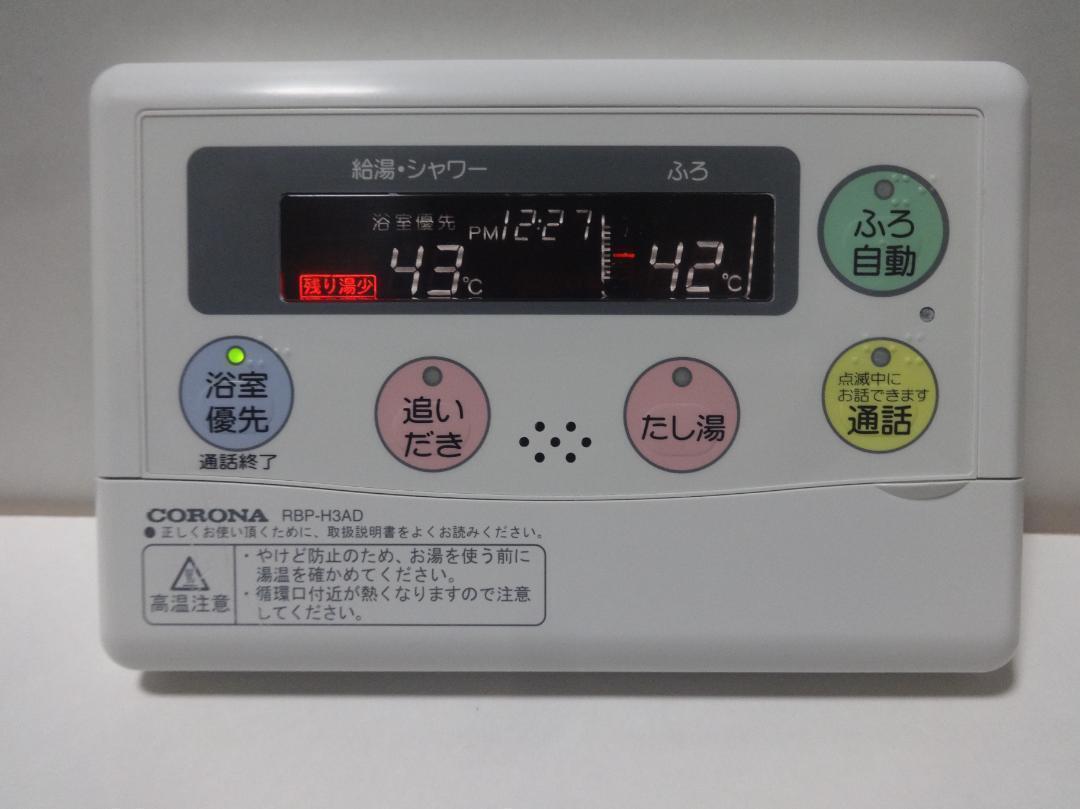 給湯・シャワー ふろ
浴室優先 PM 12:27
残り湯少 43℃ 42℃
ふろ
自動
浴室
優先
通話終了
追い
だき
たし湯
点滅中に
お話できます
通話
CORONA RBP-H3AD
●正しくお使い頂くために、取扱説明書をよくお読みください。
高温注意
・やけど防止のため、お湯を使う前に
湯温を確かめてください。
・循環口付近が熱くなりますので注意
してください。